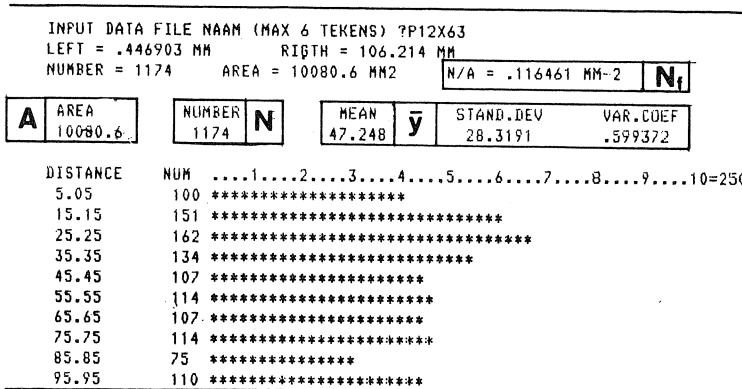 INPUT DATA FILE NAAM (MAX 6 TEKENS) ?P12X63
LEFT = .446903 MM RIGTH = 106.214 MM
NUMBER = 1174 AREA = 10080.6 MM2 N/A = .116461 MM-2 Nf
A AREA 10080.6 NUMBER 1174 N MEAN 47.248 ȳ STAND.DEV 28.3191 VAR.COEF .599372
DISTANCE NUM ....1....2....3....4....5....6....7....8....9....10=250
5.05 100 ********************
15.15 151 ******************************
25.25 162 *********************************
35.35 134 ***************************
45.45 107 **********************
55.55 114 ***********************
65.65 107 **********************
75.75 114 ***********************
85.85 75 ***************
95.95 110 **********************